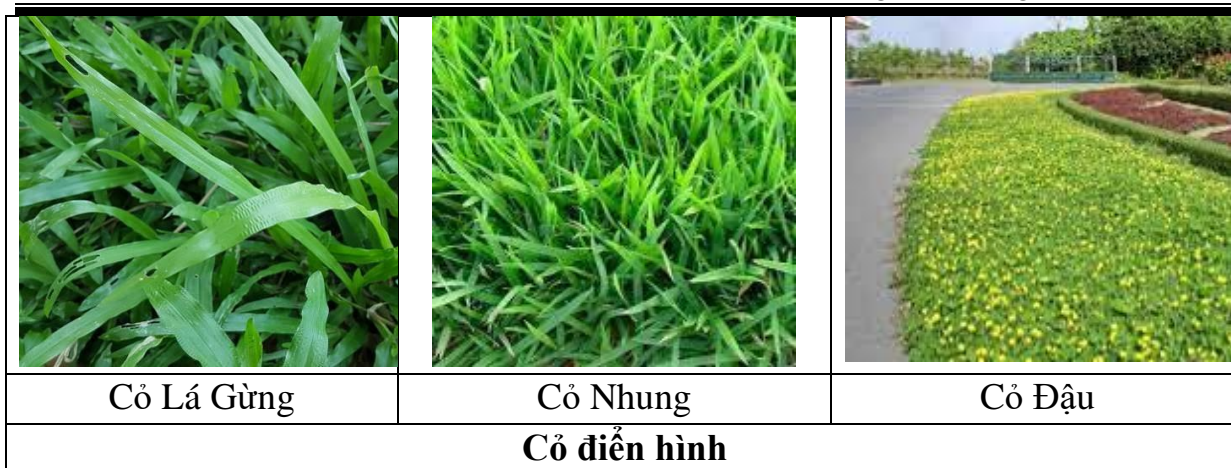 Cỏ Lá Gừng
Cỏ Nhung
Cỏ Đậu
Cỏ điển hình